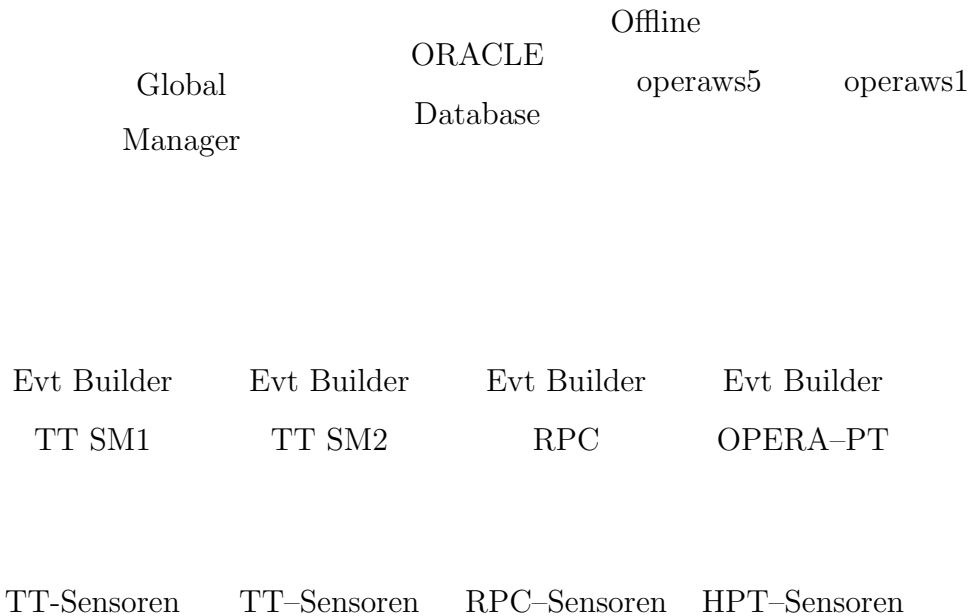 Offline
ORACLE
Global
operaws5
operaws1
Database
Manager
Evt Builder
Evt Builder
Evt Builder
Evt Builder
TT SM1
TT SM2
RPC
OPERA–PT
TT-Sensoren
TT–Sensoren
RPC–Sensoren
HPT–Sensoren